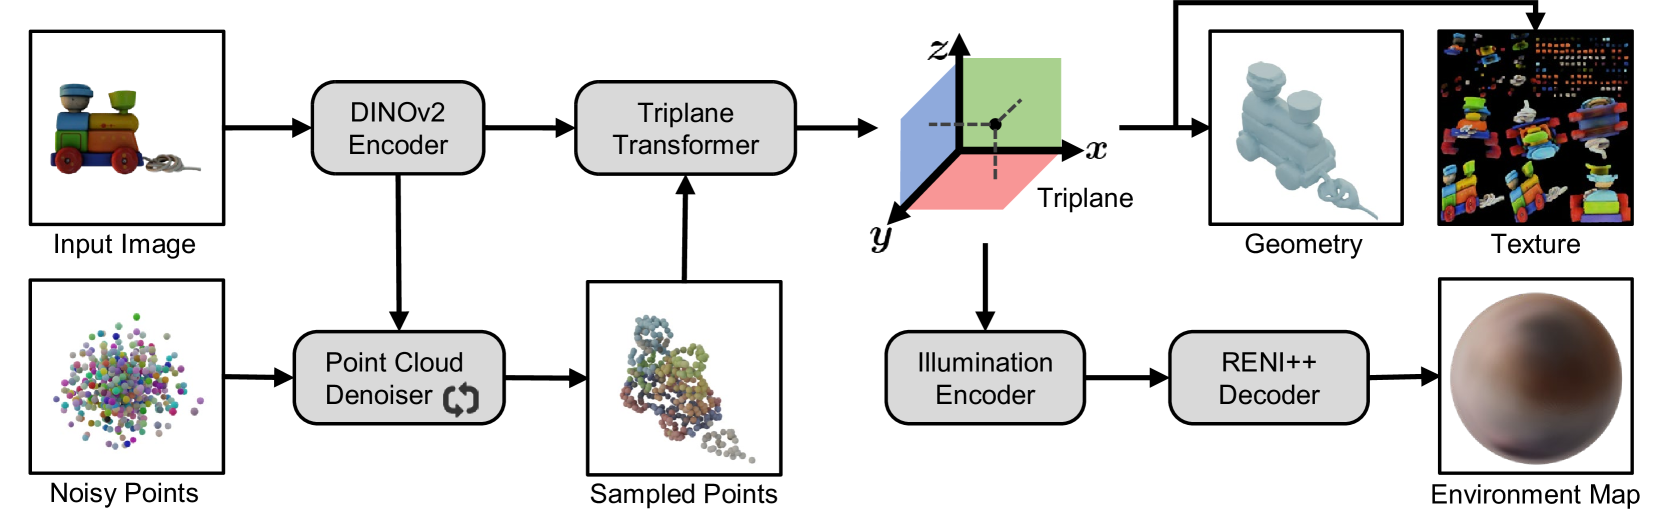 Input Image
DINOv2
Encoder
Triplane
Transformer
z
x
y
Triplane
Geometry
Texture
Noisy Points
Point Cloud
Denoiser
Sampled Points
Illumination
Encoder
RENI++
Decoder
Environment Map